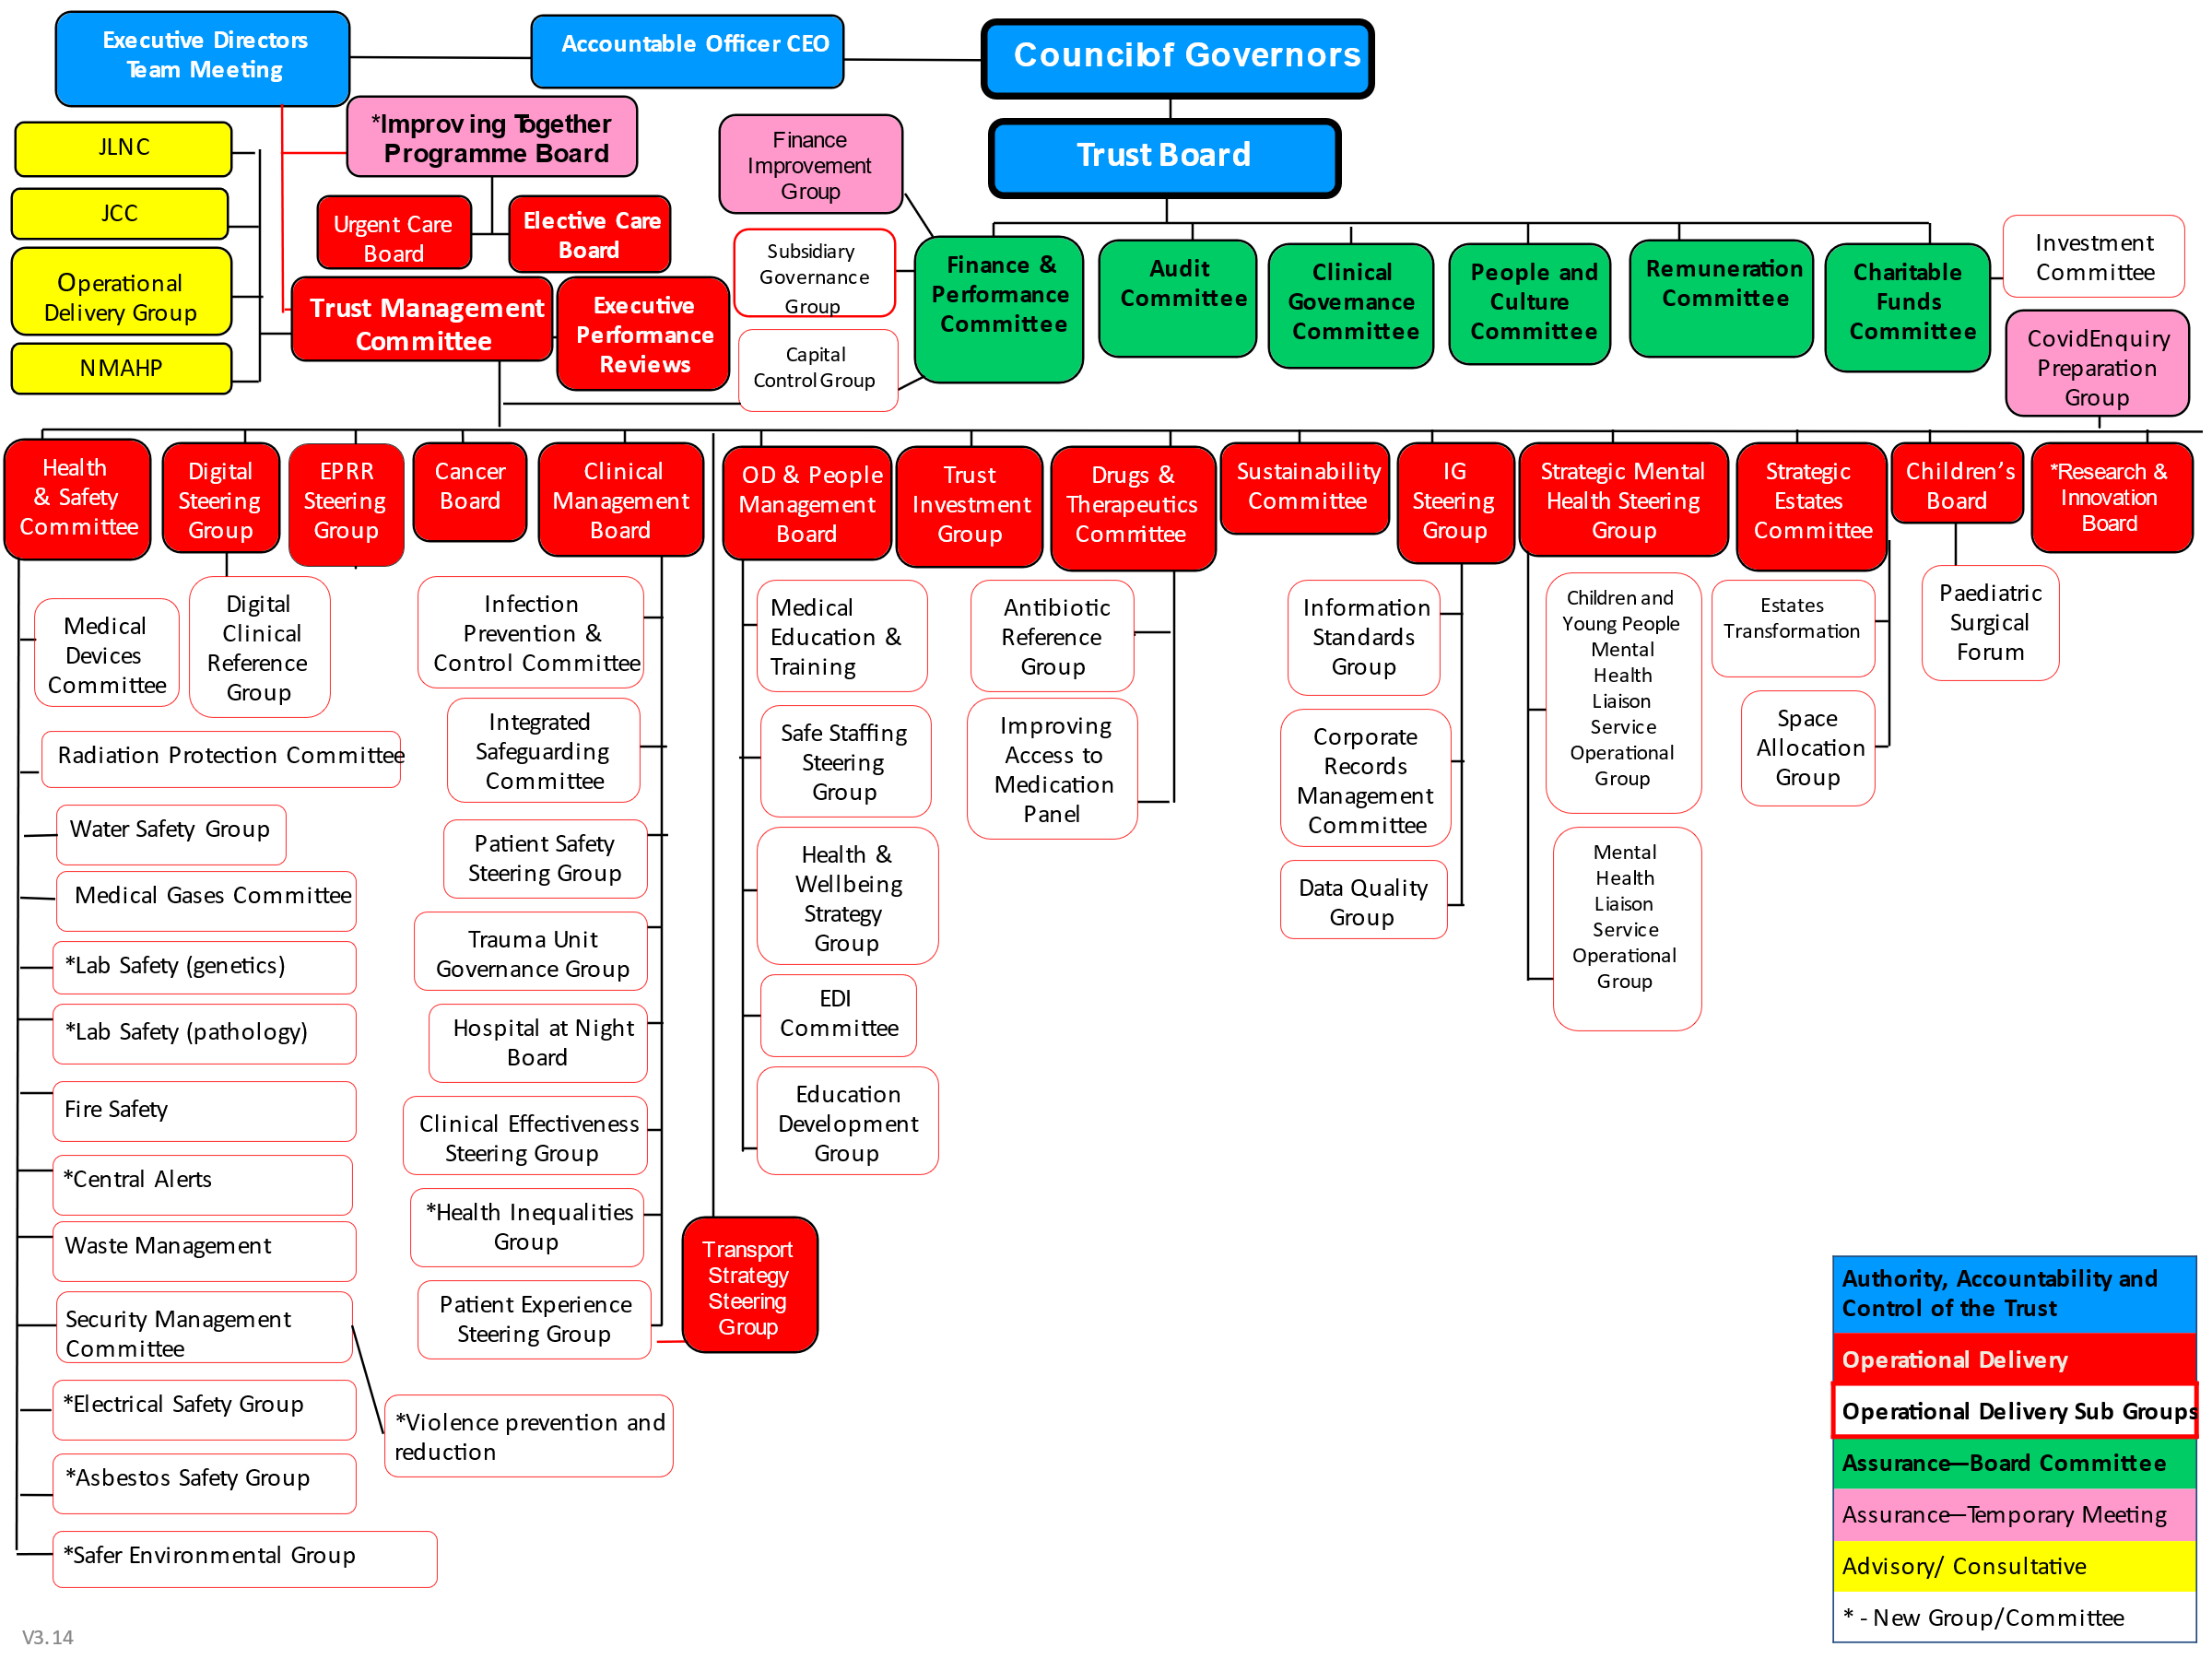 Executive Directors
Team Meeting
Accountable Officer CEO
Council of Governors
*Improving Together
Programme Board
Trust Board
JLNC
JCC
Operational
Delivery Group
NMAHP
Urgent Care
Board
Elective Care
Board
Trust Management
Committee
Executive
Performance
Reviews
Finance
Improvement
Group
Subsidiary
Governance
Group
Capital
Control Group
Finance &
Performance
Committee
Audit
Committee
Clinical
Governance
Committee
People and
Culture
Committee
Remuneration
Committee
Charitable
Funds
Committee
Investment
Committee
Covid Enquiry
Preparation
Group
Health
& Safety
Committee
Digital
Steering
Group
EPRR
Steering
Group
Cancer
Board
Clinical
Management
Board
OD & People
Management
Board
Trust
Investment
Group
Drugs &
Therapeutics
Committee
Sustainability
Committee
IG
Steering
Group
Strategic Mental
Health Steering
Group
Strategic
Estates
Committee
Children's
Board
*Research &
Innovation
Board
Medical
Devices
Committee
Radiation Protection Committee
Water Safety Group
Medical Gases Committee
*Lab Safety (genetics)
*Lab Safety (pathology)
Fire Safety
*Central Alerts
Waste Management
Security Management
Committee
*Electrical Safety Group
*Asbestos Safety Group
*Safer Environmental Group
*Violence prevention and
reduction
Digital
Clinical
Reference
Group
Infection
Prevention &
Control Committee
Integrated
Safeguarding
Committee
Patient Safety
Steering Group
Trauma Unit
Governance Group
Hospital at Night
Board
Clinical Effectiveness
Steering Group
*Health Inequalities
Group
Patient Experience
Steering Group
Transport
Strategy
Steering
Group
Medical
Education &
Training
Safe Staffing
Steering
Group
Health &
Wellbeing
Strategy
Group
EDI
Committee
Education
Development
Group
Antibiotic
Reference
Group
Improving
Access to
Medication
Panel
Information
Standards
Group
Corporate
Records
Management
Committee
Data Quality
Group
Children and
Young People
Mental
Health
Liaison
Service
Operational
Group
Mental
Health
Liaison
Service
Operational
Group
Estates
Transformation
Space
Allocation
Group
Paediatric
Surgical
Forum
Authority, Accountability and
Control of the Trust
Operational Delivery
Operational Delivery Sub Groups
Assurance—Board Committee
Assurance—Temporary Meeting
Advisory/ Consultative
* - New Group/Committee
V3.14